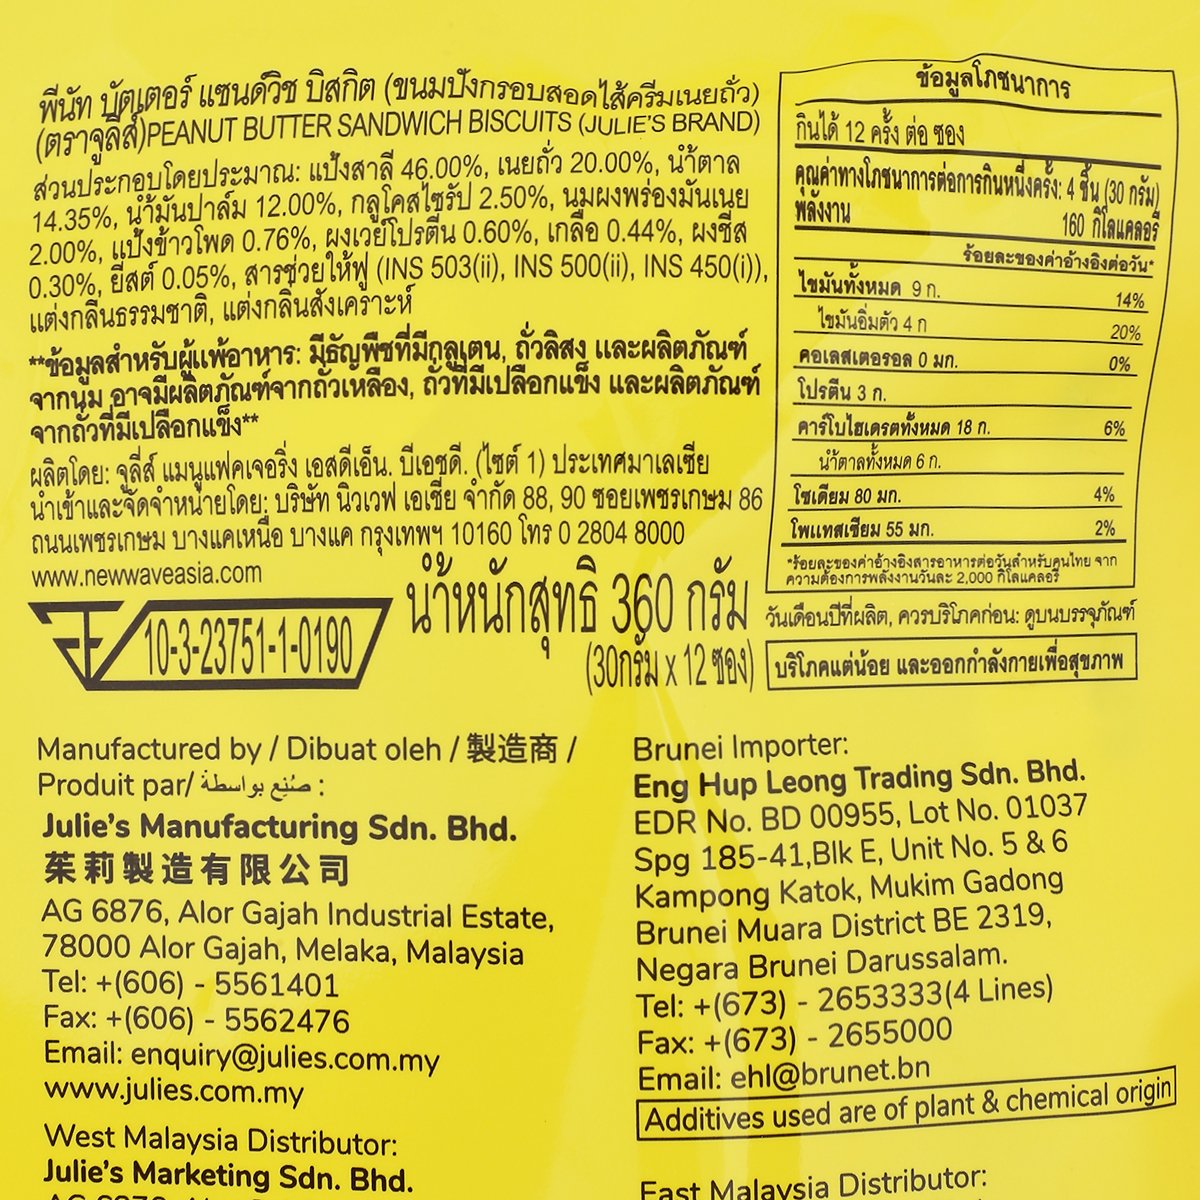 พีนัท บัตเตอร์ แซนด์วิช บิสกิต (ขนมปังกรอบสอดไส้ครีมเนยถั่ว)
(ตราจูลี่ส์)PEANUT BUTTER SANDWICH BISCUITS (JULIE'S BRAND)
ส่วนประกอบโดยประมาณ: แป้งสาลี 46.00%, เนยถั่ว 20.00%, น้ำตาล
14.35%, น้ำมันปาล์ม 12.00%, กลูโคสไซรัป 2.50%, นมผงพร่องมันเนย
2.00%, แป้งข้าวโพด 0.76%, ผงเวย์โปรตีน 0.60%, เกลือ 0.44%, ผงชีส
0.30%, ยีสต์ 0.05%, สารช่วยให้ฟู (INS 503(ii), INS 500(ii), INS 450(i)),
แต่งกลิ่นธรรมชาติ, แต่งกลิ่นสังเคราะห์
**ข้อมูลสำหรับผู้แพ้อาหาร: มีธัญพืชที่มีกลูเตน, ถั่วลิสง และผลิตภัณฑ์
จากนม อาจมีผลิตภัณฑ์จากถั่วเหลือง, ถั่วที่มีเปลือกแข็ง และผลิตภัณฑ์
จากถั่วที่มีเปลือกแข็ง**
ผลิตโดย: จูลี่ส์ แมนูแฟคเจอริ่ง เอสดีเอ็น. บีเอชดี. (ไซต์ 1) ประเทศมาเลเซีย
นำเข้าและจัดจำหน่ายโดย: บริษัท นิวเวฟ เอเชีย จำกัด 88, 90 ซอยเพชรเกษม 86
ถนนเพชรเกษม บางแคเหนือ บางแค กรุงเทพฯ 10160 โทร 0 2804 8000
www.newwaveasia.com
10-3-23751-1-0190
น้ำหนักสุทธิ 360 กรัม
(30กรัม x 12 ซอง)
ข้อมูลโภชนาการ
กินได้ 12 ครั้ง ต่อ ซอง
คุณค่าทางโภชนาการต่อการกินหนึ่งครั้ง: 4 ชิ้น (30 กรัม)
พลังงาน 160 กิโลแคลอรี
ร้อยละของค่าอ้างอิงต่อวัน*
ไขมันทั้งหมด 9 ก. 14%
ไขมันอิ่มตัว 4 ก 20%
คอเลสเตอรอล 0 มก. 0%
โปรตีน 3 ก.
คาร์โบไฮเดรตทั้งหมด 18 ก. 6%
น้ำตาลทั้งหมด 6 ก.
โซเดียม 80 มก. 4%
โพแทสเซียม 55 มก. 2%
*ร้อยละของค่าอ้างอิงสารอาหารต่อวันสำหรับคนไทย จาก
ความต้องการพลังงานวันละ 2,000 กิโลแคลอรี
วันเดือนปีที่ผลิต, ควรบริโภคก่อน: ดูบนบรรจุภัณฑ์
บริโภคแต่น้อย และออกกำลังกายเพื่อสุขภาพ
Manufactured by / Dibuat oleh / 製造商 /
Produit par/ صُنِع بواسطة :
Julie's Manufacturing Sdn. Bhd.
茱莉製造有限公司
AG 6876, Alor Gajah Industrial Estate,
78000 Alor Gajah, Melaka, Malaysia
Tel: +(606) - 5561401
Fax: +(606) - 5562476
Email: enquiry@julies.com.my
www.julies.com.my
West Malaysia Distributor:
Julie's Marketing Sdn. Bhd.
Brunei Importer:
Eng Hup Leong Trading Sdn. Bhd.
EDR No. BD 00955, Lot No. 01037
Spg 185-41,Blk E, Unit No. 5 & 6
Kampong Katok, Mukim Gadong
Brunei Muara District BE 2319,
Negara Brunei Darussalam.
Tel: +(673) - 2653333(4 Lines)
Fax: +(673) - 2655000
Email: ehl@brunet.bn
Additives used are of plant & chemical origin
East Malaysia Distributor: